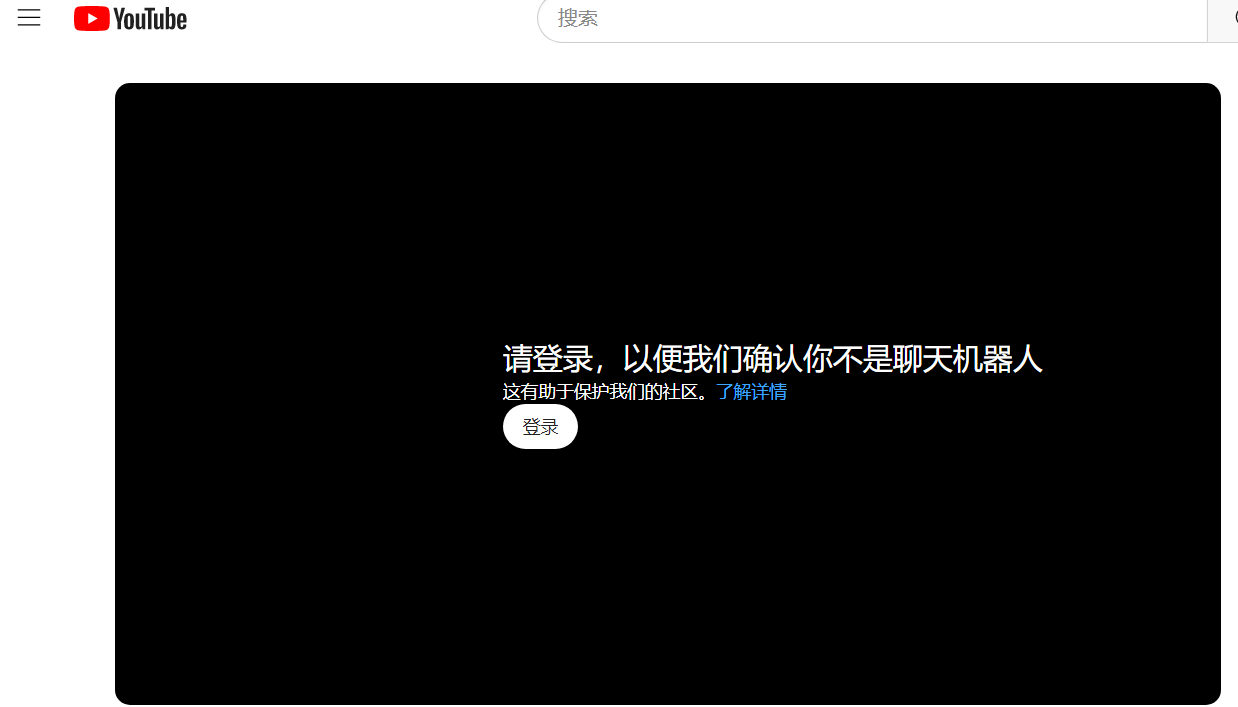 YouTube
搜索
请登录，以便我们确认你不是聊天机器人
这有助于保护我们的社区。了解详情
登录